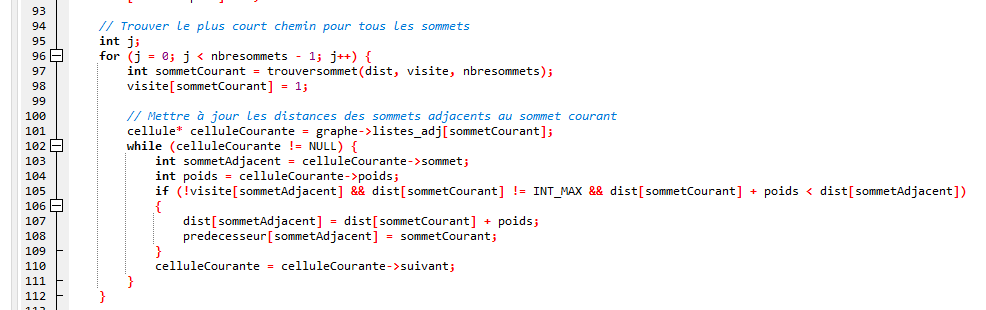 93
94 // Trouver le plus court chemin pour tous les sommets
95 int j;
96 for (j = 0; j < nbresommets - 1; j++) {
97 int sommetCourant = trouversommet(dist, visite, nbresommets);
98 visite[sommetCourant] = 1;
99
100 // Mettre à jour les distances des sommets adjacents au sommet courant
101 cellule* celluleCourante = graphe->listes_adj[sommetCourant];
102 while (celluleCourante != NULL) {
103 int sommetAdjacent = celluleCourante->sommet;
104 int poids = celluleCourante->poids;
105 if (!visite[sommetAdjacent] && dist[sommetCourant] != INT_MAX && dist[sommetCourant] + poids < dist[sommetAdjacent])
106 {
107 dist[sommetAdjacent] = dist[sommetCourant] + poids;
108 predecesseur[sommetAdjacent] = sommetCourant;
109 }
110 celluleCourante = celluleCourante->suivant;
111 }
112 }